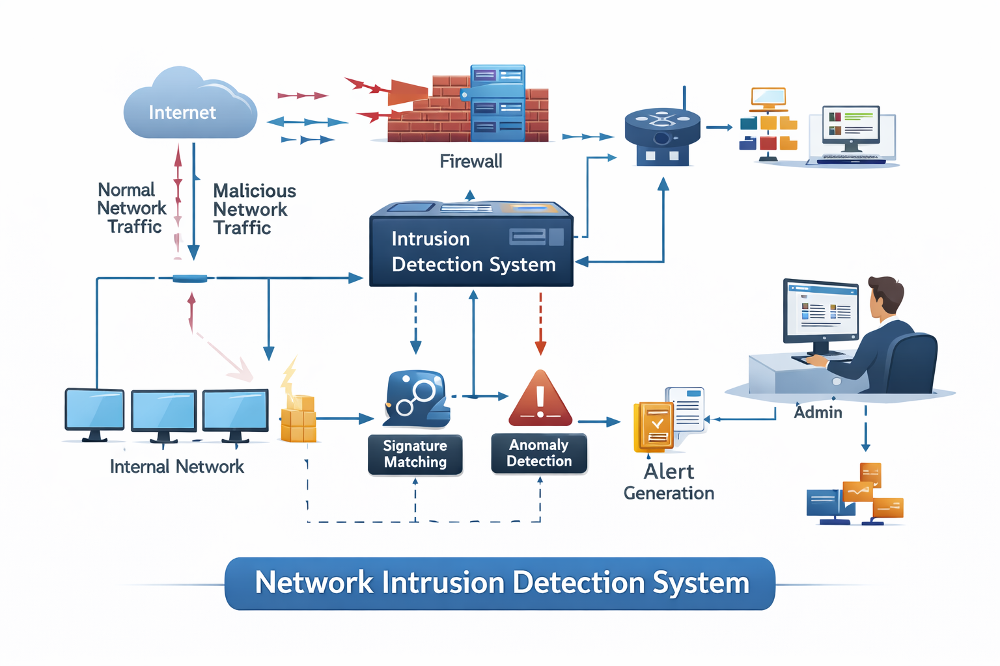 Internet
Firewall
Normal
Network
Traffic
Malicious
Network
Traffic
Intrusion
Detection System
Admin
Internal Network
Signature
Matching
Anomaly
Detection
Alert
Generation
Network Intrusion Detection System